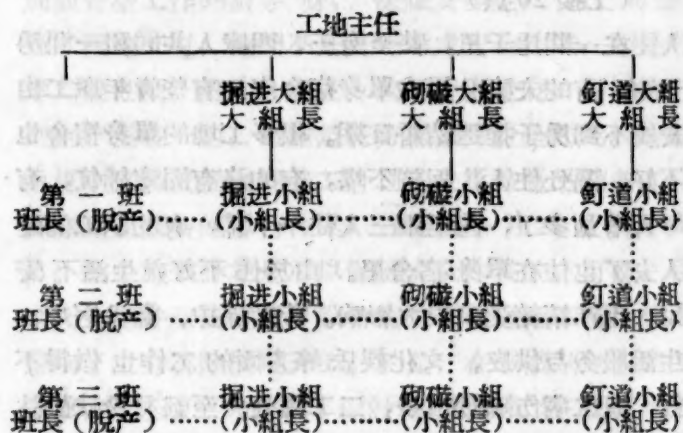 工地主任
掘进大組 砌碹大組 釘道大組
大組長 大組長 大組長
第一班 掘进小組 砌碹小組 釘道小組
班長（脫产）……（小組長）……（小組長）……（小組長）
第二班 掘进小組 砌碹小組 釘道小組
班長（脫产）……（小組長）……（小組長）……（小組長）
第三班 掘进小組 砌碹小組 釘道小組
班長（脫产）……（小組長）……（小組長）……（小組長）